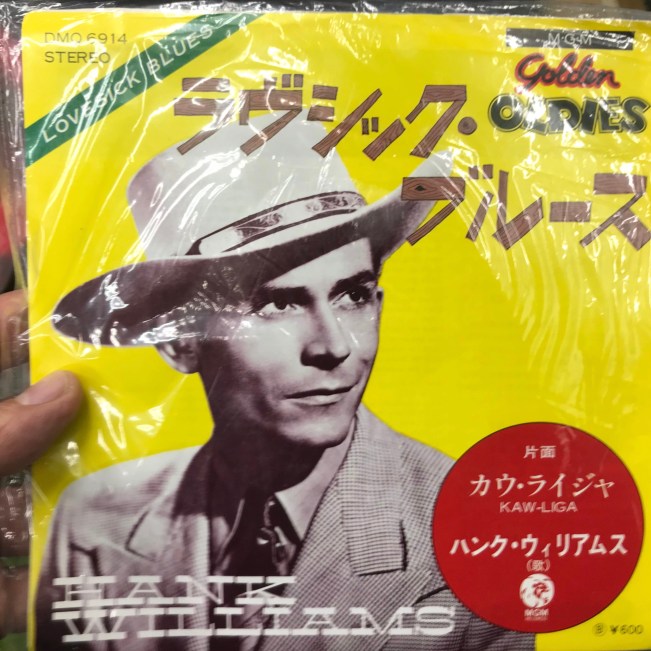 DMQ 6914
STEREO
LOVESICK BLUES
M-G-M
Golden
OLDIES
ラヴシック・
ブルース
片面
カウ・ライジャ
KAW-LIGA
ハンク・ウィリアムス
(歌)
MGM
RECORDS
HANK
WILLIAMS
Ⓑ ¥600